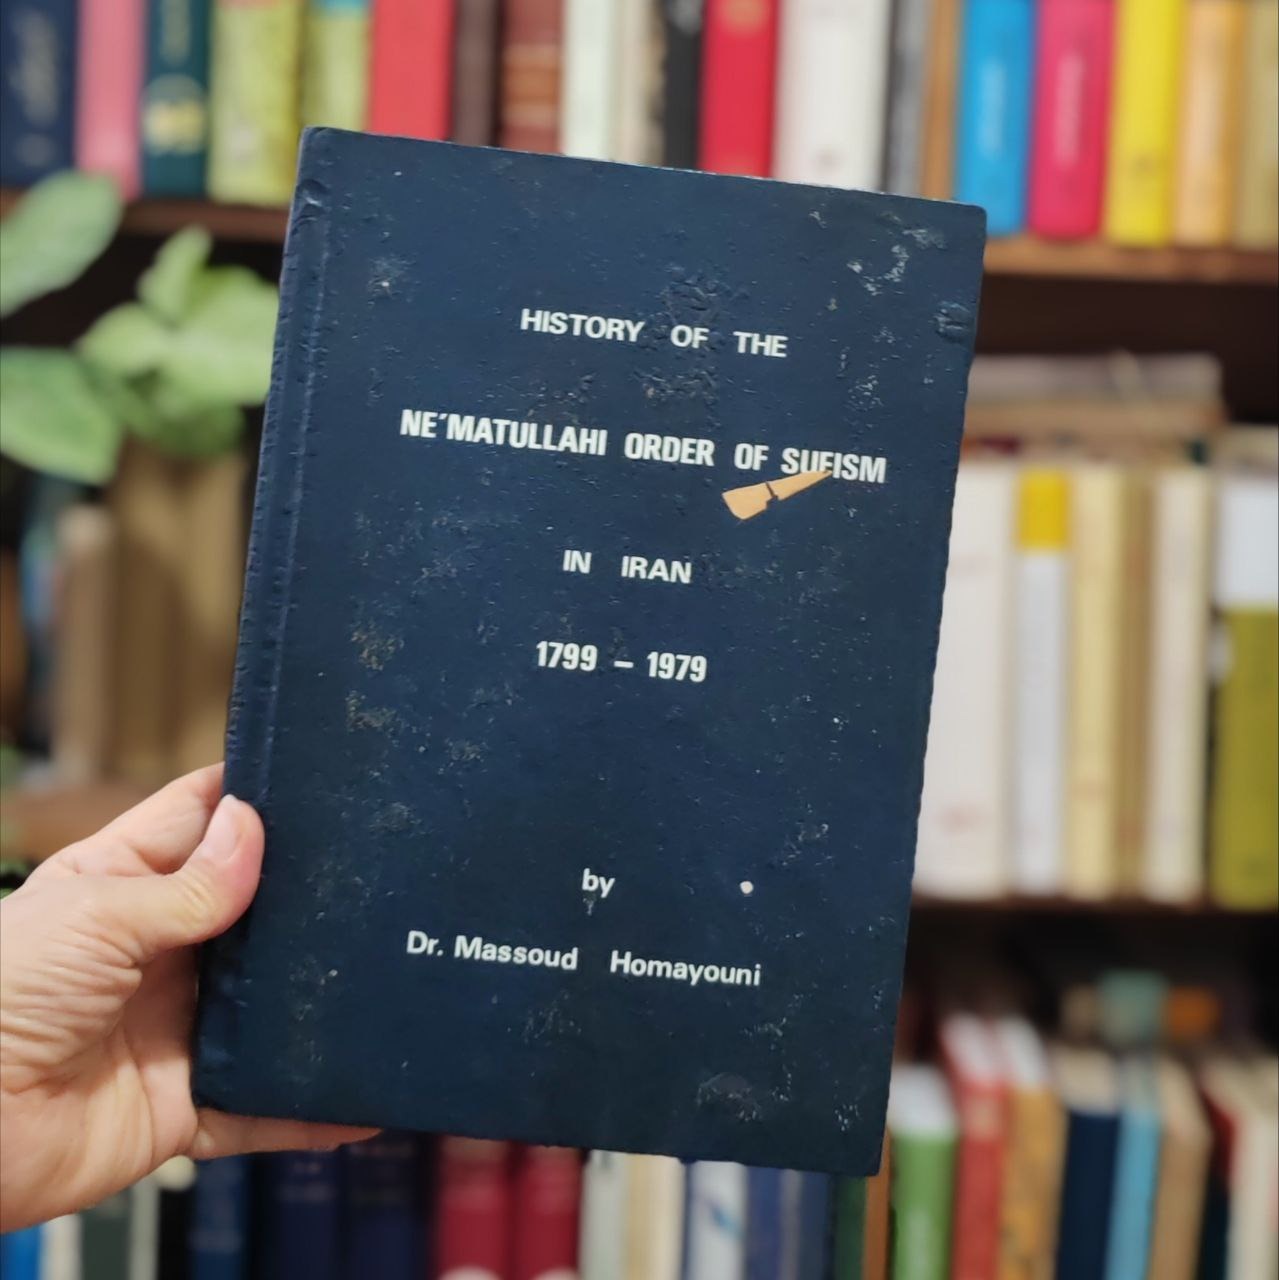 HISTORY OF THE
NE´MATULLAHI ORDER OF SUFISM
IN IRAN
1799 – 1979
by
Dr. Massoud Homayouni